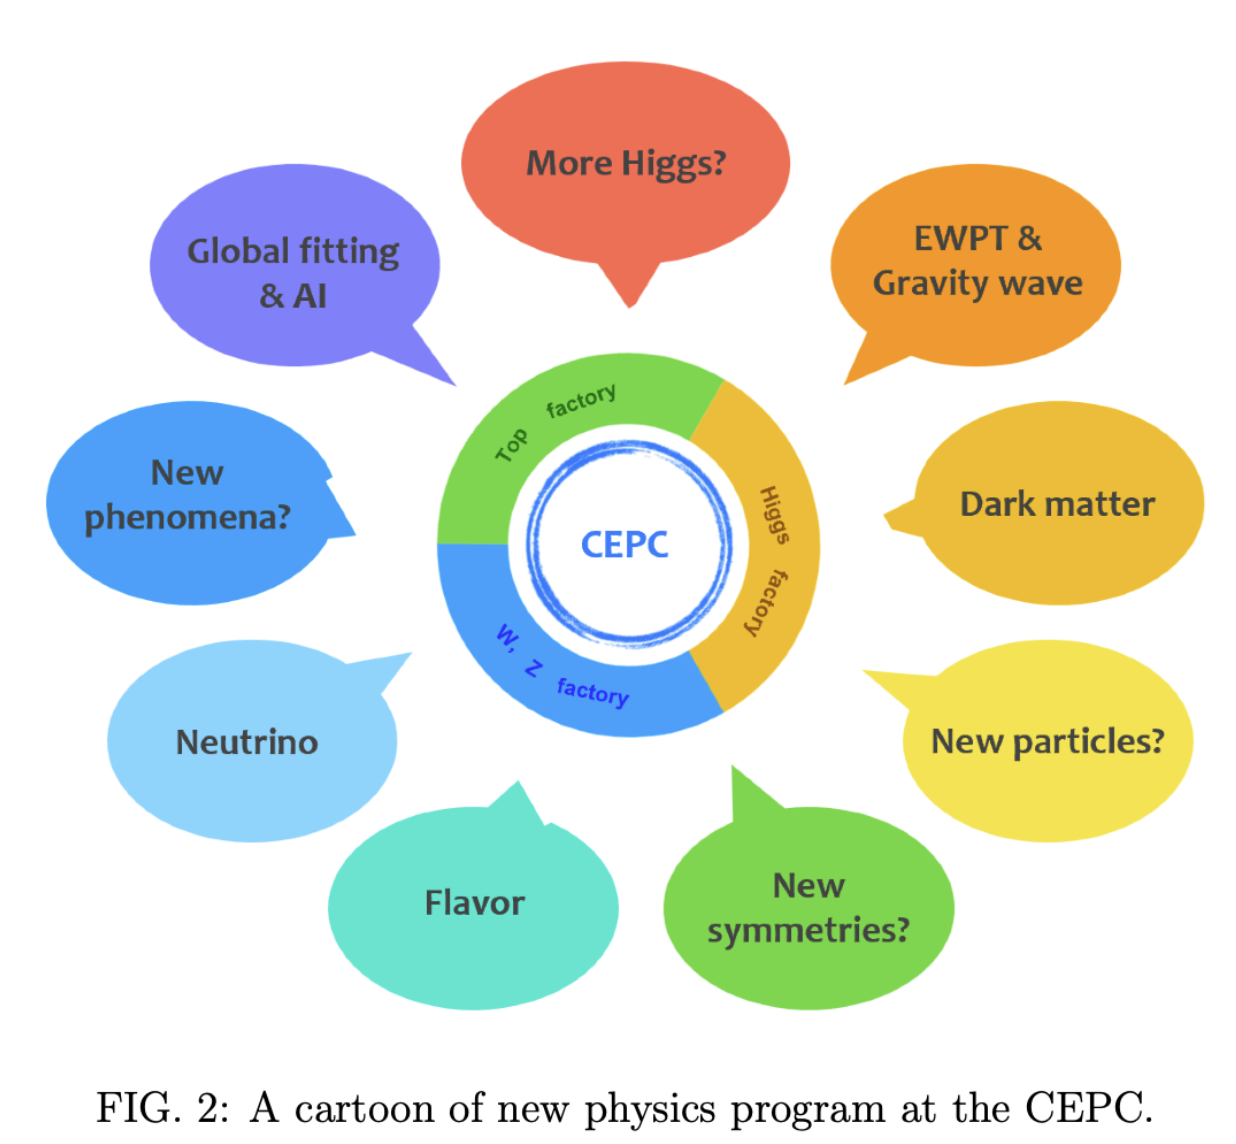 More Higgs?
Global fitting
& AI
EWPT &
Gravity wave
New
phenomena?
Top factory
Higgs factory
W, Z factory
CEPC
Dark matter
Neutrino
New particles?
Flavor
New
symmetries?
FIG. 2: A cartoon of new physics program at the CEPC.